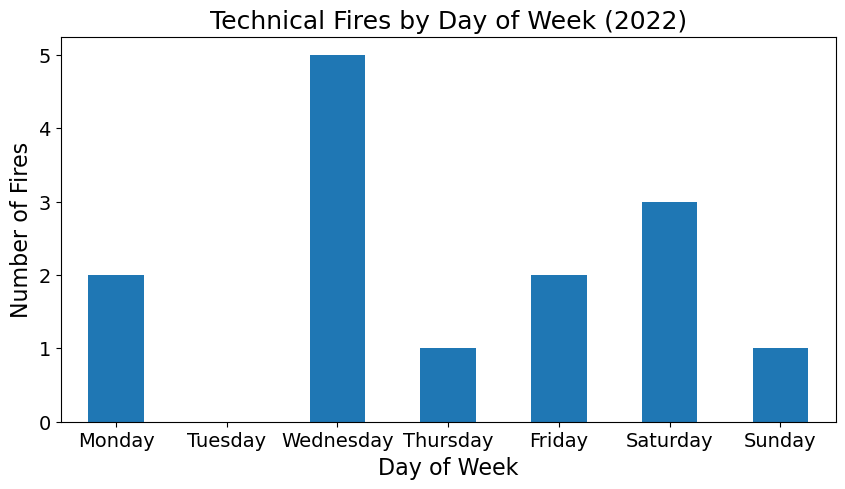 Technical Fires by Day of Week (2022)
Number of Fires
5
4
3
2
1
0
Monday Tuesday Wednesday Thursday Friday Saturday Sunday
Day of Week